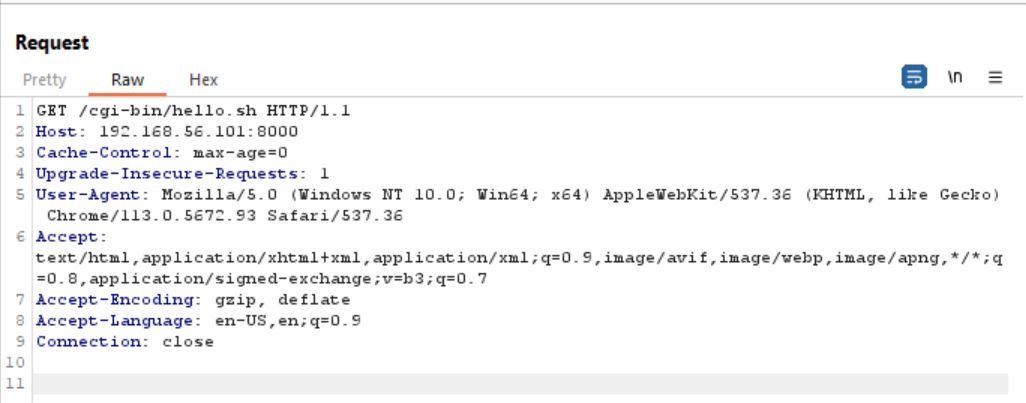 Request
Pretty Raw Hex \n
1 GET /cgi-bin/hello.sh HTTP/1.1
2 Host: 192.168.56.101:8000
3 Cache-Control: max-age=0
4 Upgrade-Insecure-Requests: 1
5 User-Agent: Mozilla/5.0 (Windows NT 10.0; Win64; x64) AppleWebKit/537.36 (KHTML, like Gecko)
Chrome/113.0.5672.93 Safari/537.36
6 Accept:
text/html,application/xhtml+xml,application/xml;q=0.9,image/avif,image/webp,image/apng,*/*;q
=0.8,application/signed-exchange;v=b3;q=0.7
7 Accept-Encoding: gzip, deflate
8 Accept-Language: en-US,en;q=0.9
9 Connection: close
10
11